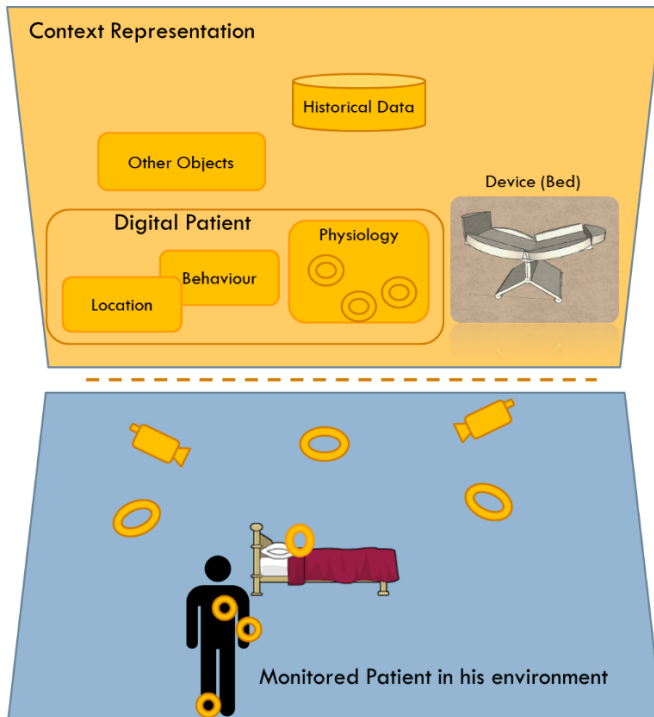 Context Representation
Historical Data
Other Objects
Device (Bed)
Digital Patient
Physiology
Behaviour
Location
Monitored Patient in his environment